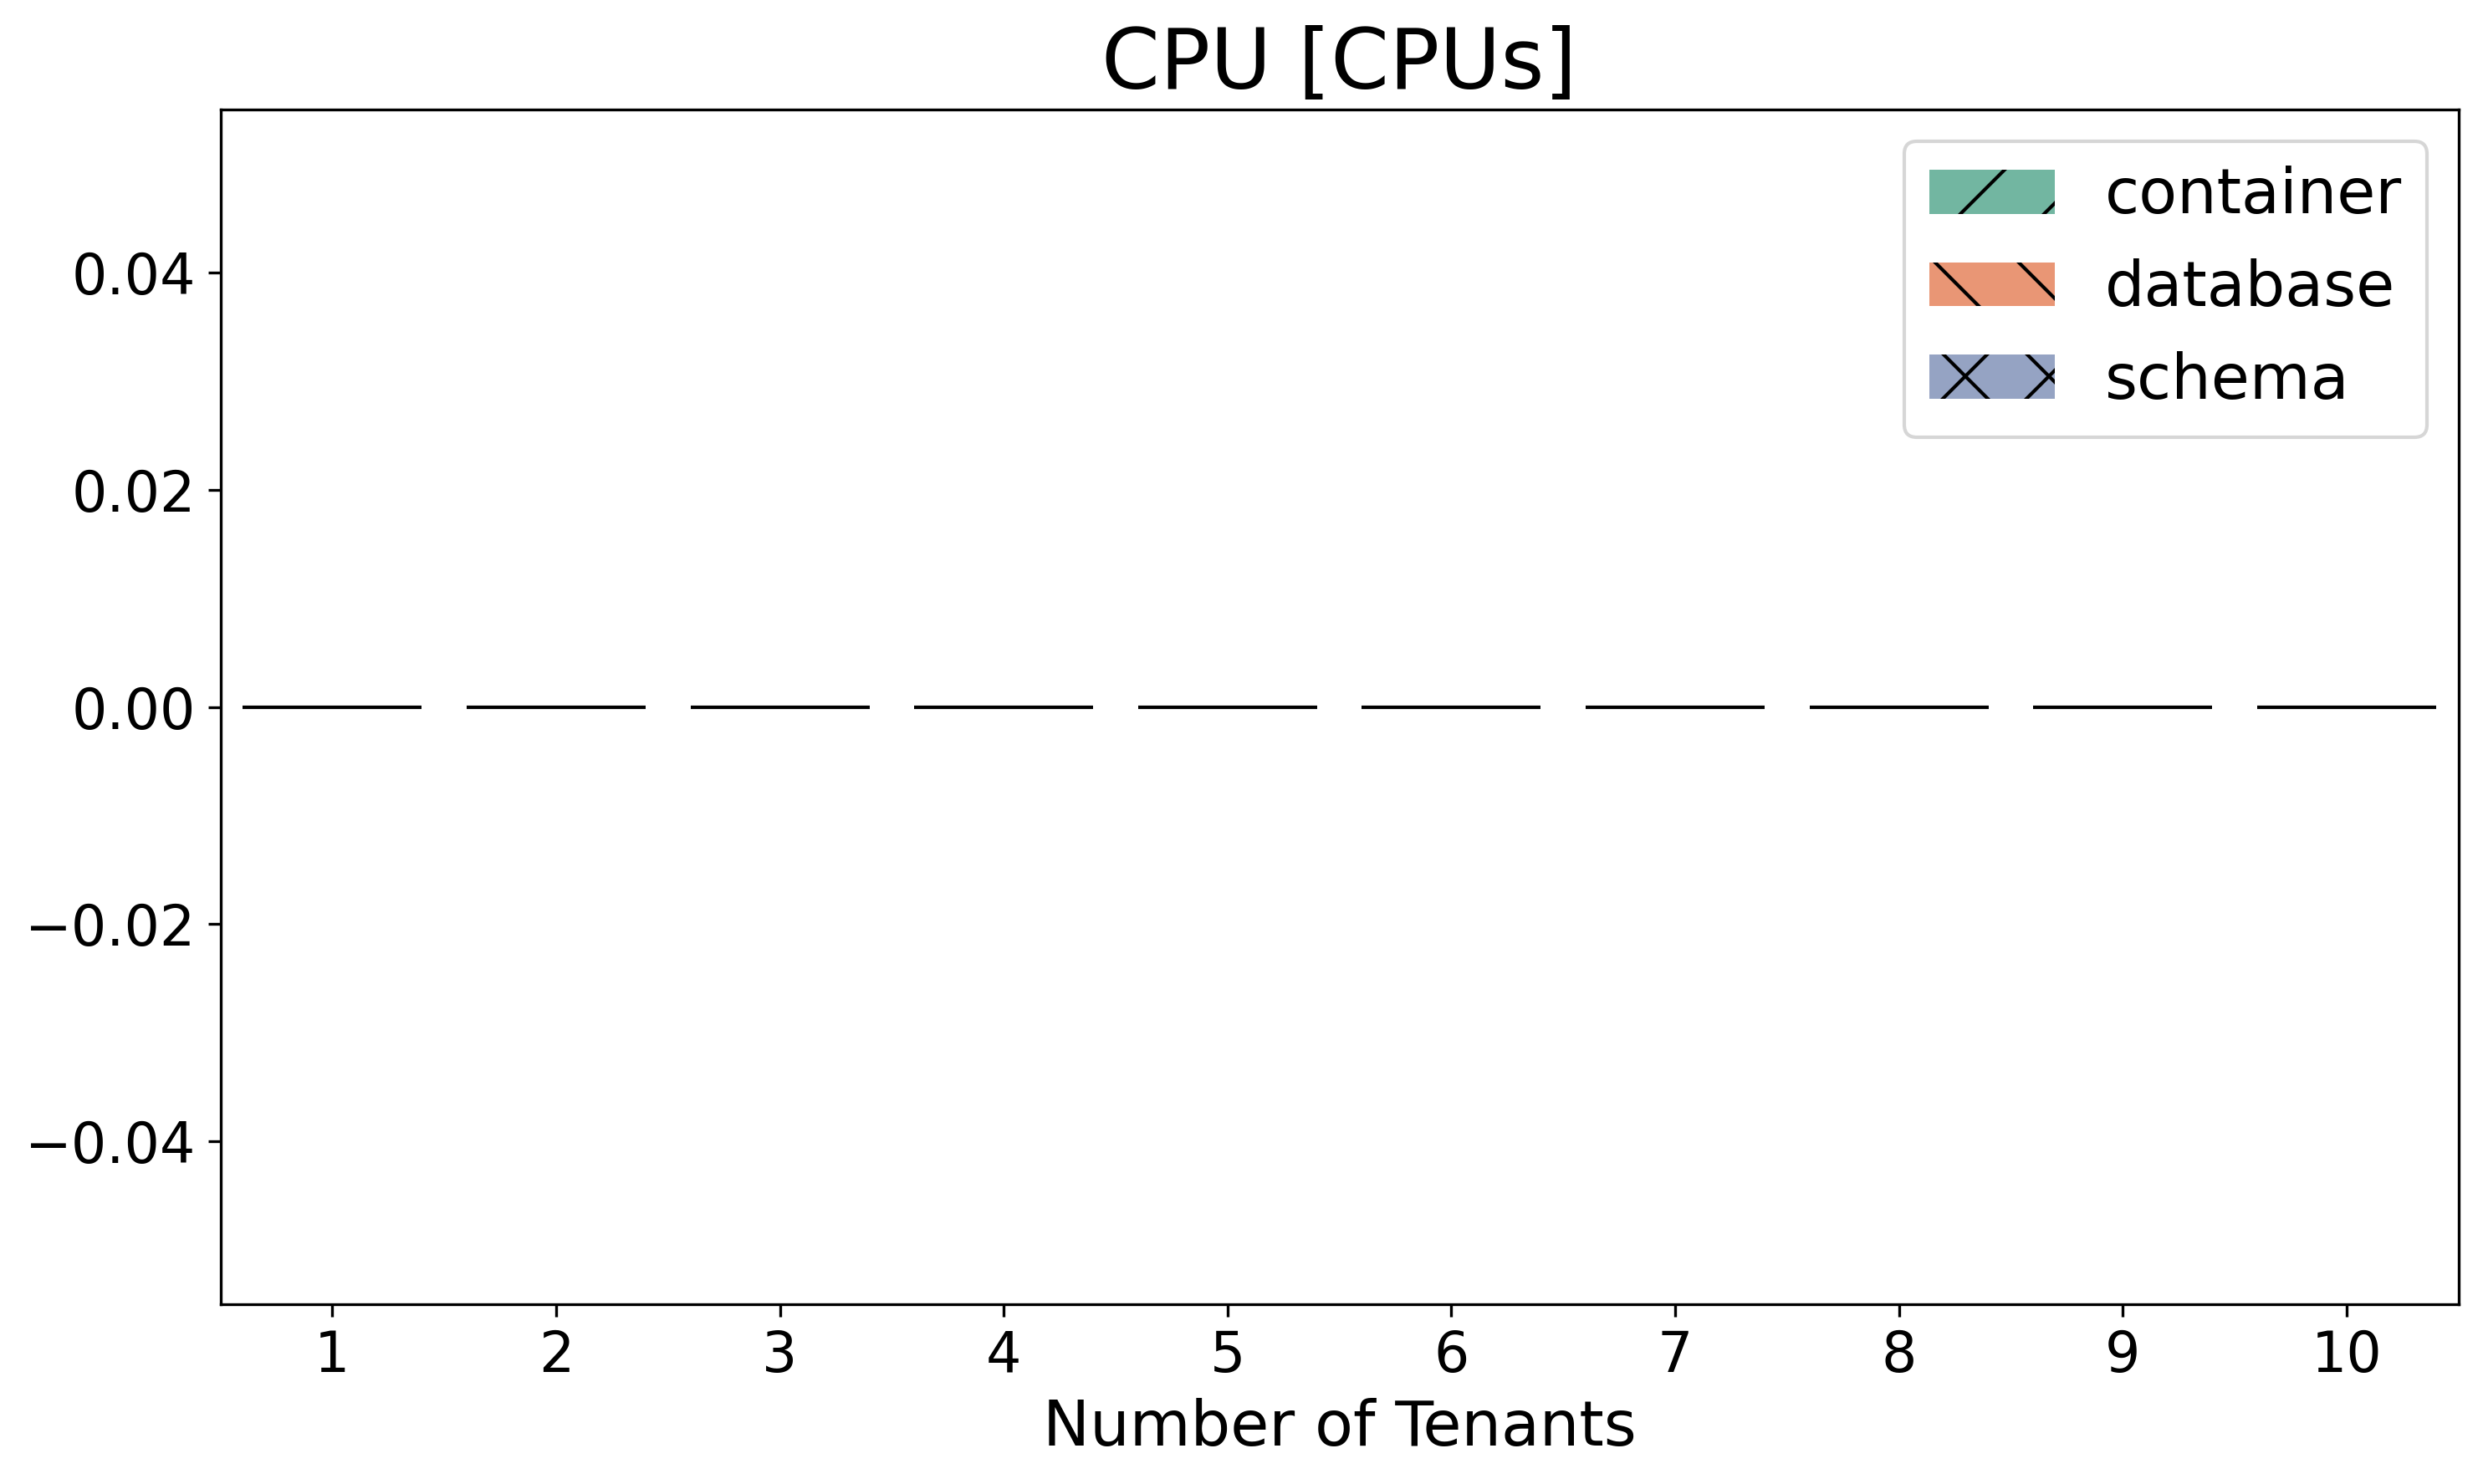 CPU [CPUs]
container
database
schema
0.04
0.02
0.00
−0.02
−0.04
1 2 3 4 5 6 7 8 9 10
Number of Tenants